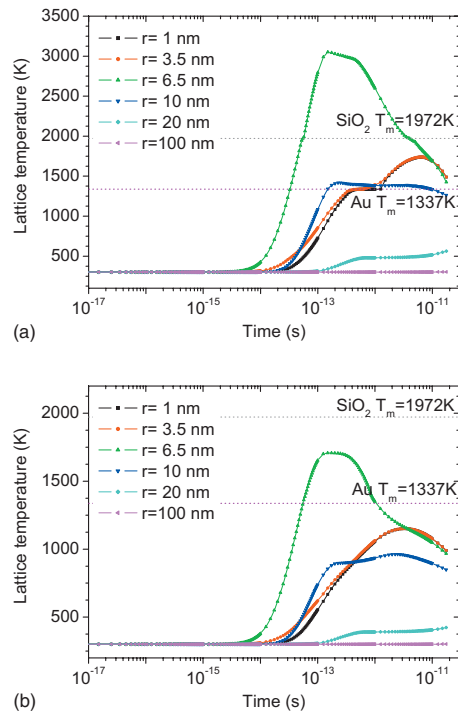 3500
3000
2500
2000
1500
1000
500
Lattice temperature (K)
r= 1 nm
r= 3.5 nm
r= 6.5 nm
r= 10 nm
r= 20 nm
r=100 nm
SiO2 Tm=1972K
Au Tm=1337K
10-17
10-15
10-13
10-11
Time (s)
(a)
2000
1500
1000
500
Lattice temperature (K)
r= 1 nm
r= 3.5 nm
r= 6.5 nm
r= 10 nm
r= 20 nm
r=100 nm
SiO2 Tm=1972K
Au Tm=1337K
10-17
10-15
10-13
10-11
Time (s)
(b)